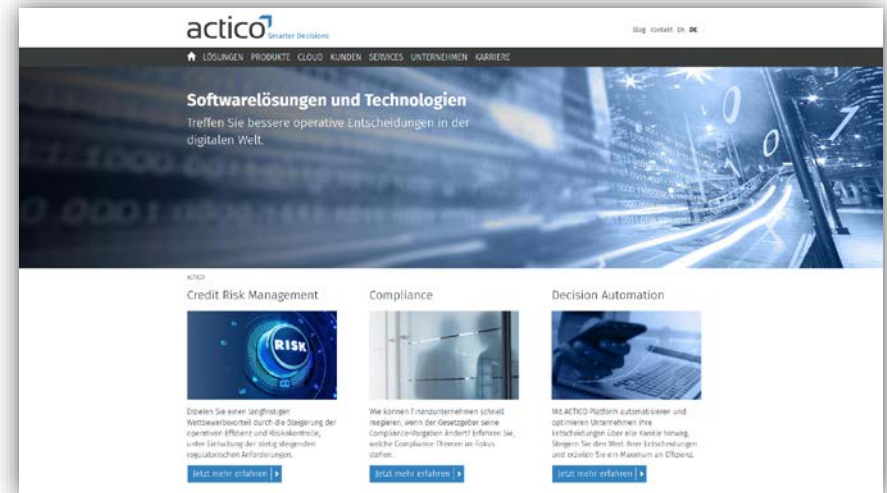 actico
Smarter Decisions
Blog Kontakt EN DE
LÖSUNGEN PRODUKTE CLOUD KUNDEN SERVICES UNTERNEHMEN KARRIERE
Softwarelösungen und Technologien
Treffen Sie bessere operative Entscheidungen in der
digitalen Welt.
ACTICO
Credit Risk Management
RISK
Erzielen Sie einen langfristigen
Wettbewerbsvorteil durch die Steigerung der
operativen Effizienz und Risikokontrolle,
unter Einhaltung der stetig steigenden
regulatorischen Anforderungen.
Jetzt mehr erfahren
Compliance
Wie können Finanzunternehmen schnell
reagieren, wenn der Gesetzgeber seine
Compliance-Vorgaben ändert? Erfahren Sie,
welche Compliance-Themen im Fokus
stehen.
Jetzt mehr erfahren
Decision Automation
Mit ACTICO Platform automatisieren und
optimieren Unternehmen ihre
Entscheidungen über alle Kanäle hinweg.
Steigern Sie den Wert Ihrer Entscheidungen
und erzielen Sie ein Maximum an Effizienz.
Jetzt mehr erfahren